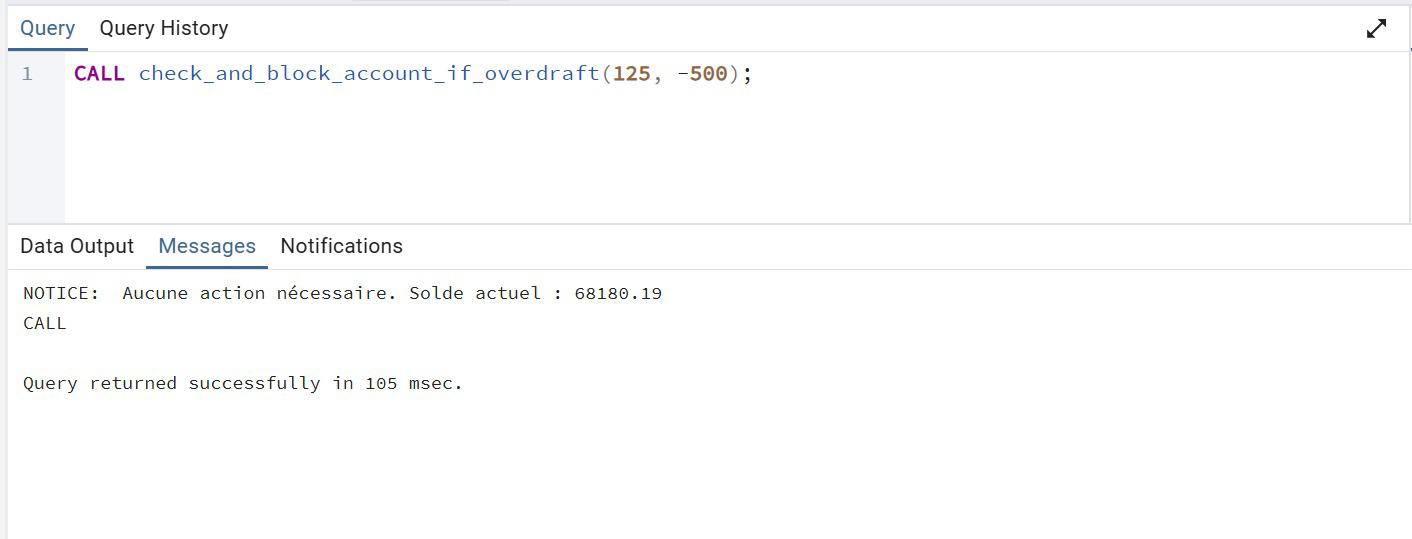 Query Query History
1 CALL check_and_block_account_if_overdraft(125, -500);
Data Output Messages Notifications
NOTICE:  Aucune action nécessaire. Solde actuel : 68180.19
CALL
Query returned successfully in 105 msec.